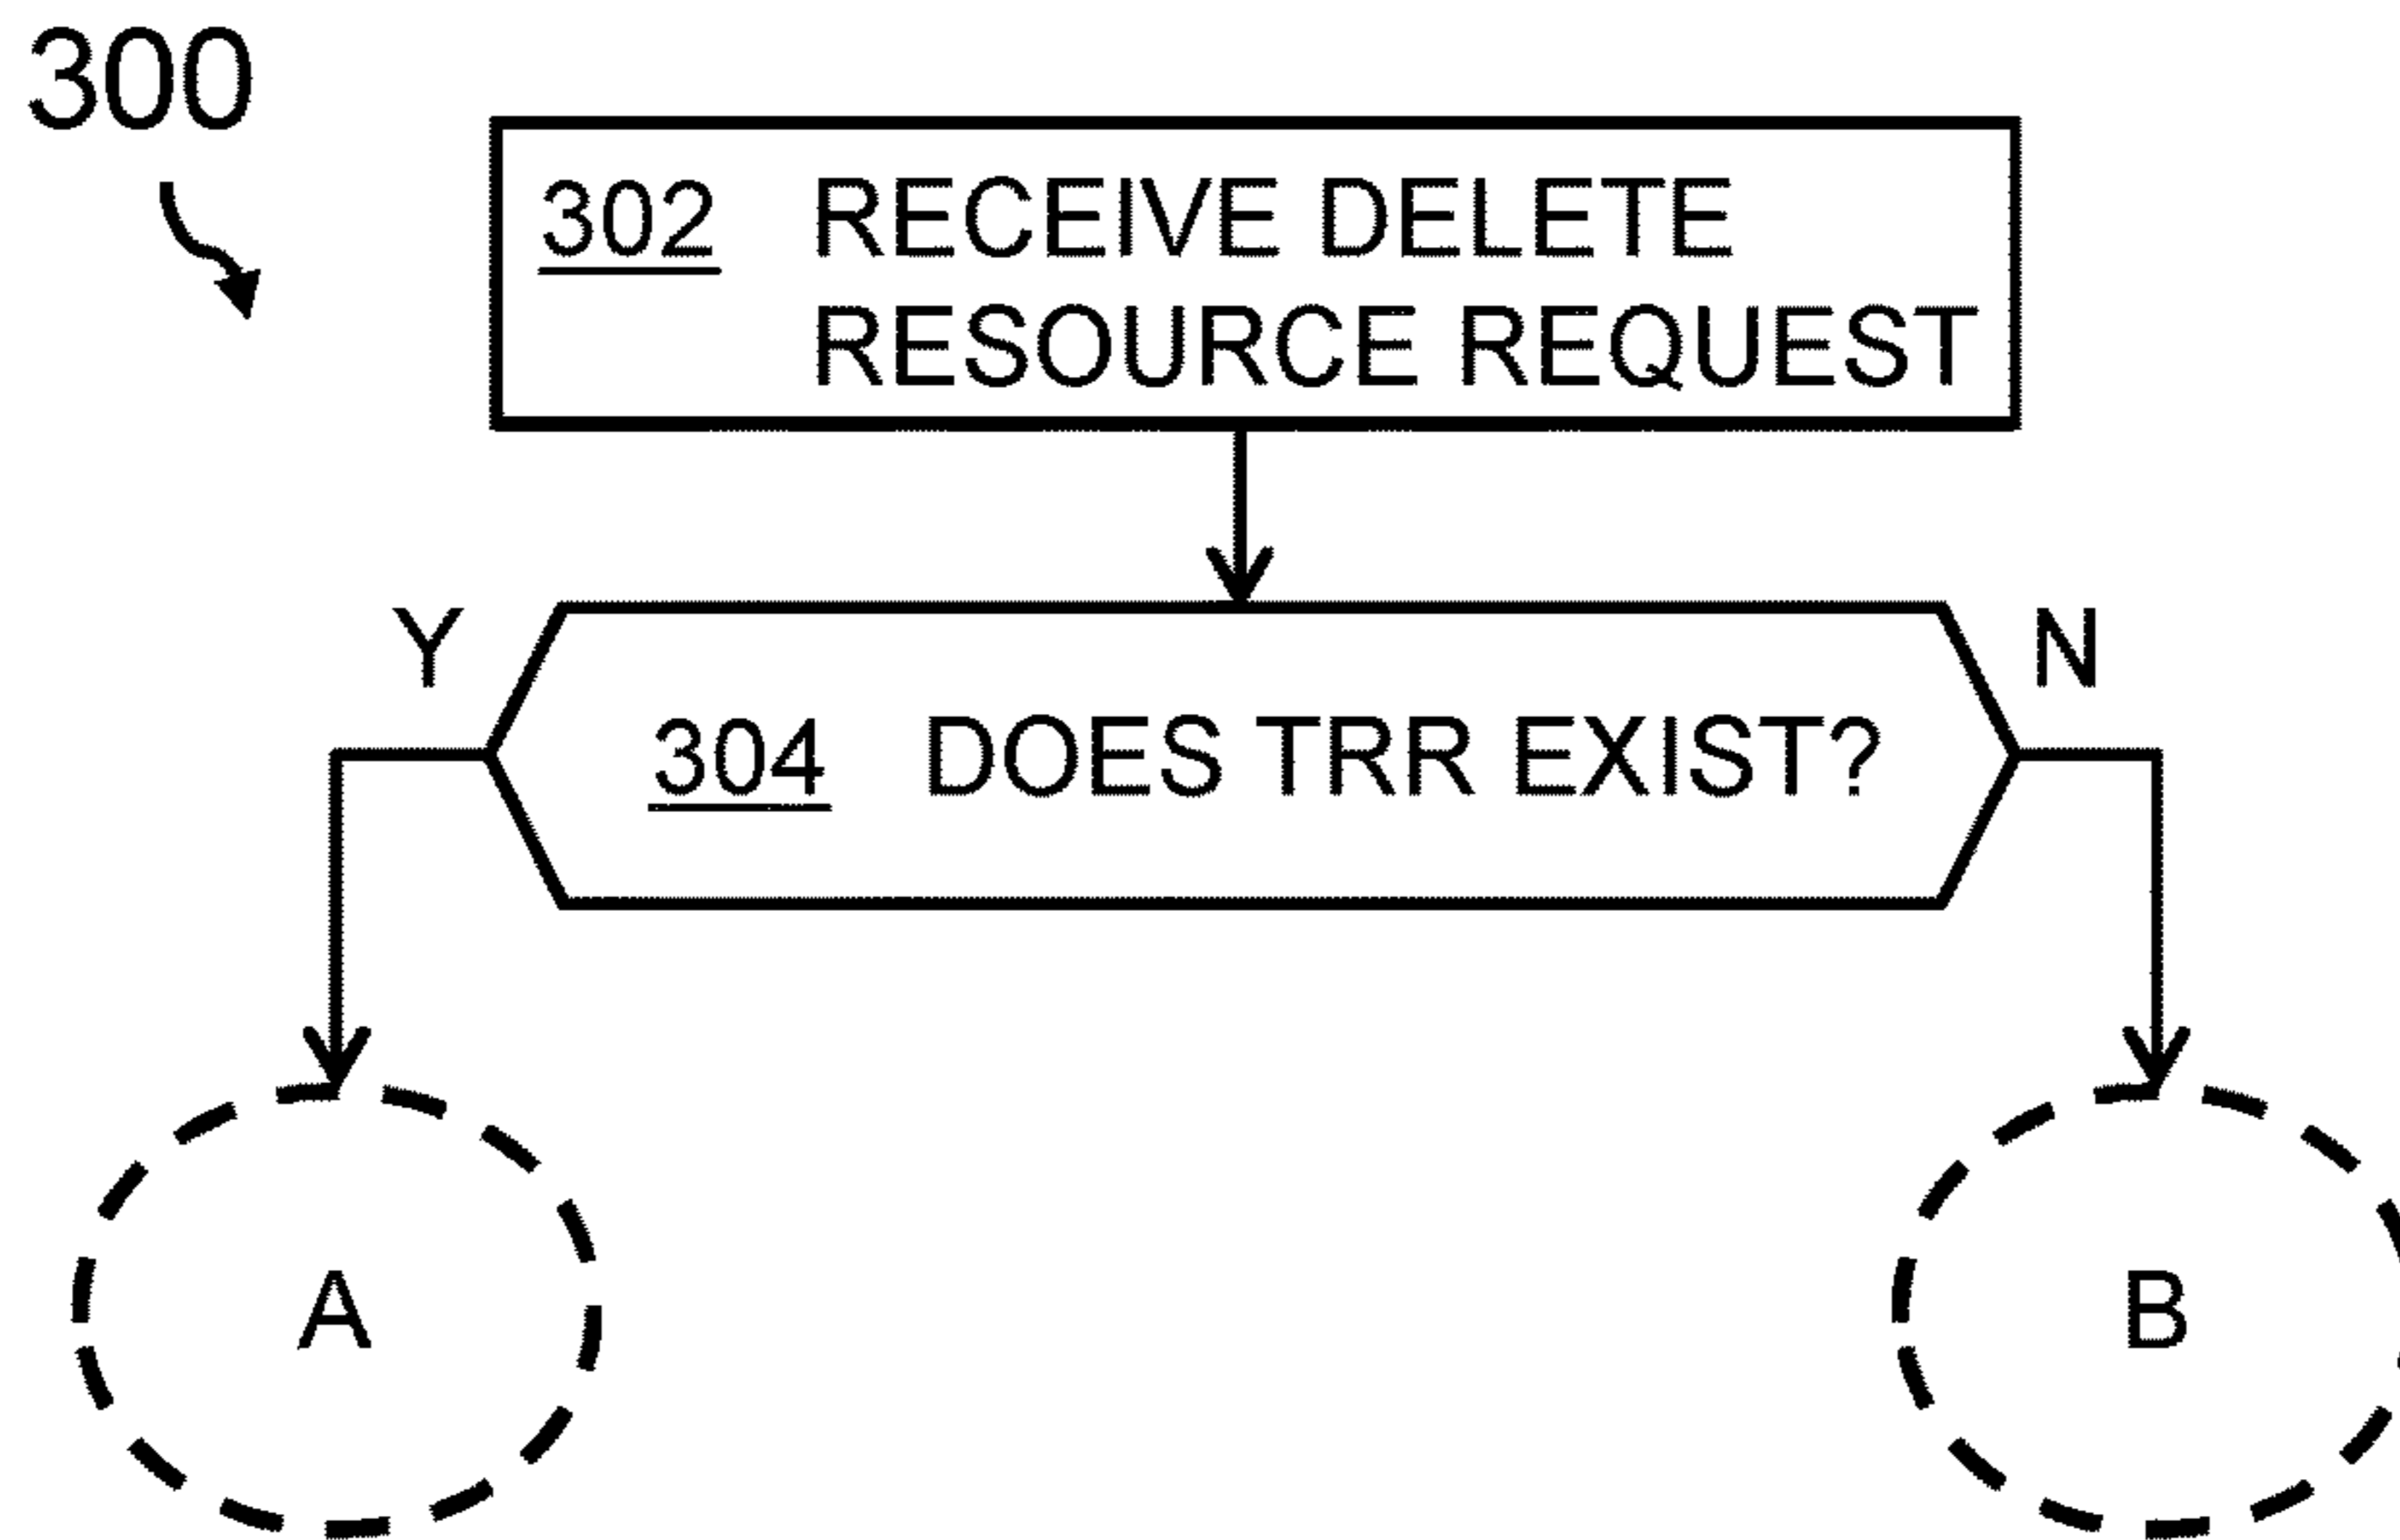 300
302 RECEIVE DELETE
RESOURCE REQUEST
Y
N
304 DOES TRR EXIST?
A
B